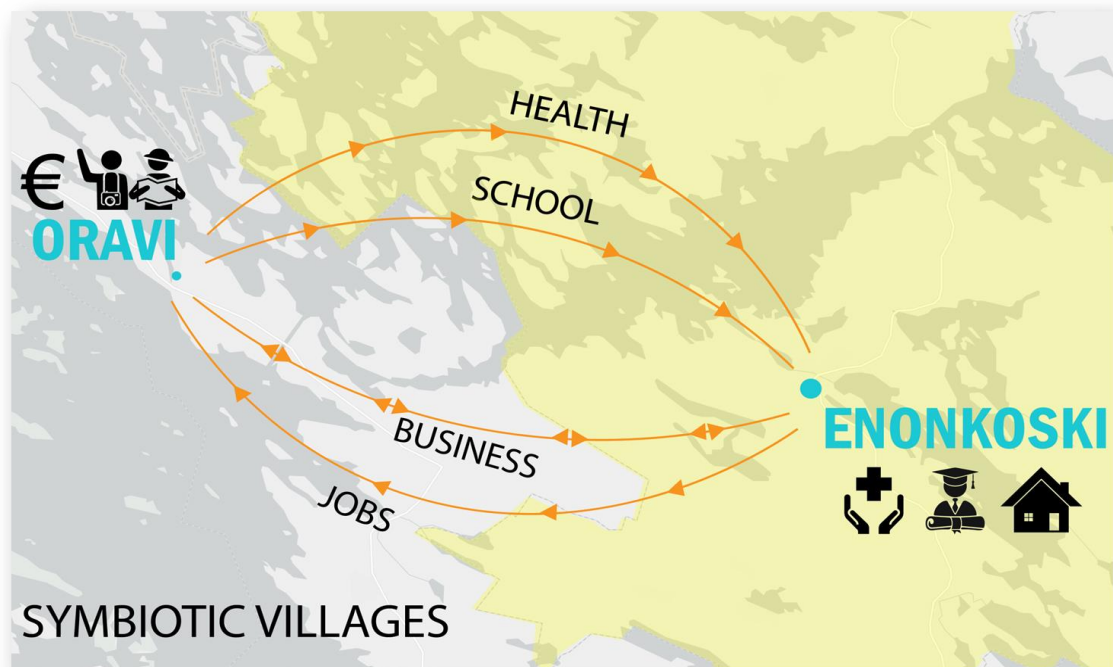 HEALTH
SCHOOL
€
ORAVI
BUSINESS
ENONKOSKI
JOBS
SYMBIOTIC VILLAGES